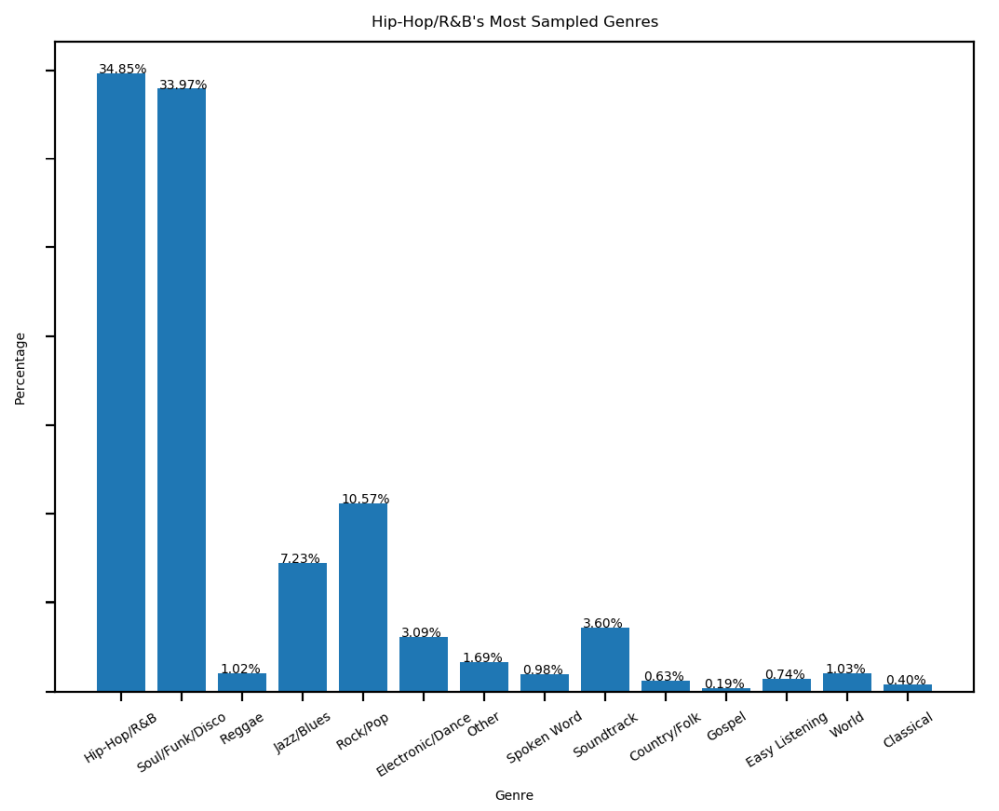 Hip-Hop/R&B's Most Sampled Genres
34.85%
33.97%
1.02%
7.23%
10.57%
3.09%
1.69%
0.98%
3.60%
0.63%
0.19%
0.74%
1.03%
0.40%
Percentage
Hip-Hop/R&B
Soul/Funk/Disco
Reggae
Jazz/Blues
Rock/Pop
Electronic/Dance
Other
Spoken Word
Soundtrack
Country/Folk
Gospel
Easy Listening
World
Classical
Genre